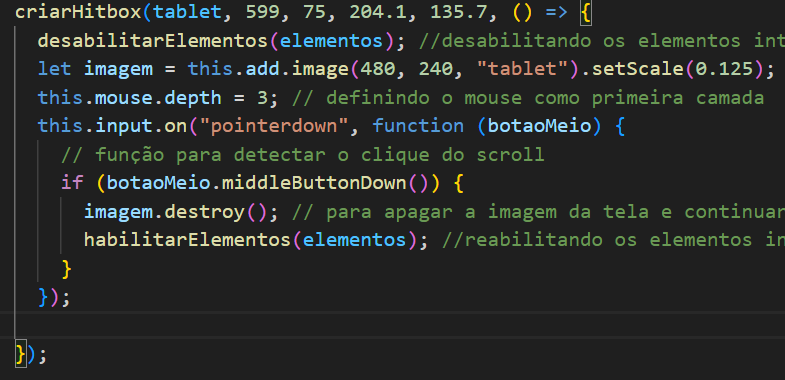 criarHitbox(tablet, 599, 75, 204.1, 135.7, () => {
desabilitarElementos(elementos); //desabilitando os elementos
let imagem = this.add.image(480, 240, "tablet").setScale(0.125);
this.mouse.depth = 3; // definindo o mouse como primeira camada
this.input.on("pointerdown", function (botaoMeio) {
// função para detectar o clique do scroll
if (botaoMeio.middleButtonDown()) {
imagem.destroy(); // para apagar a imagem da tela e continuar
habilitarElementos(elementos); //reabilitando os elementos
}
});
});